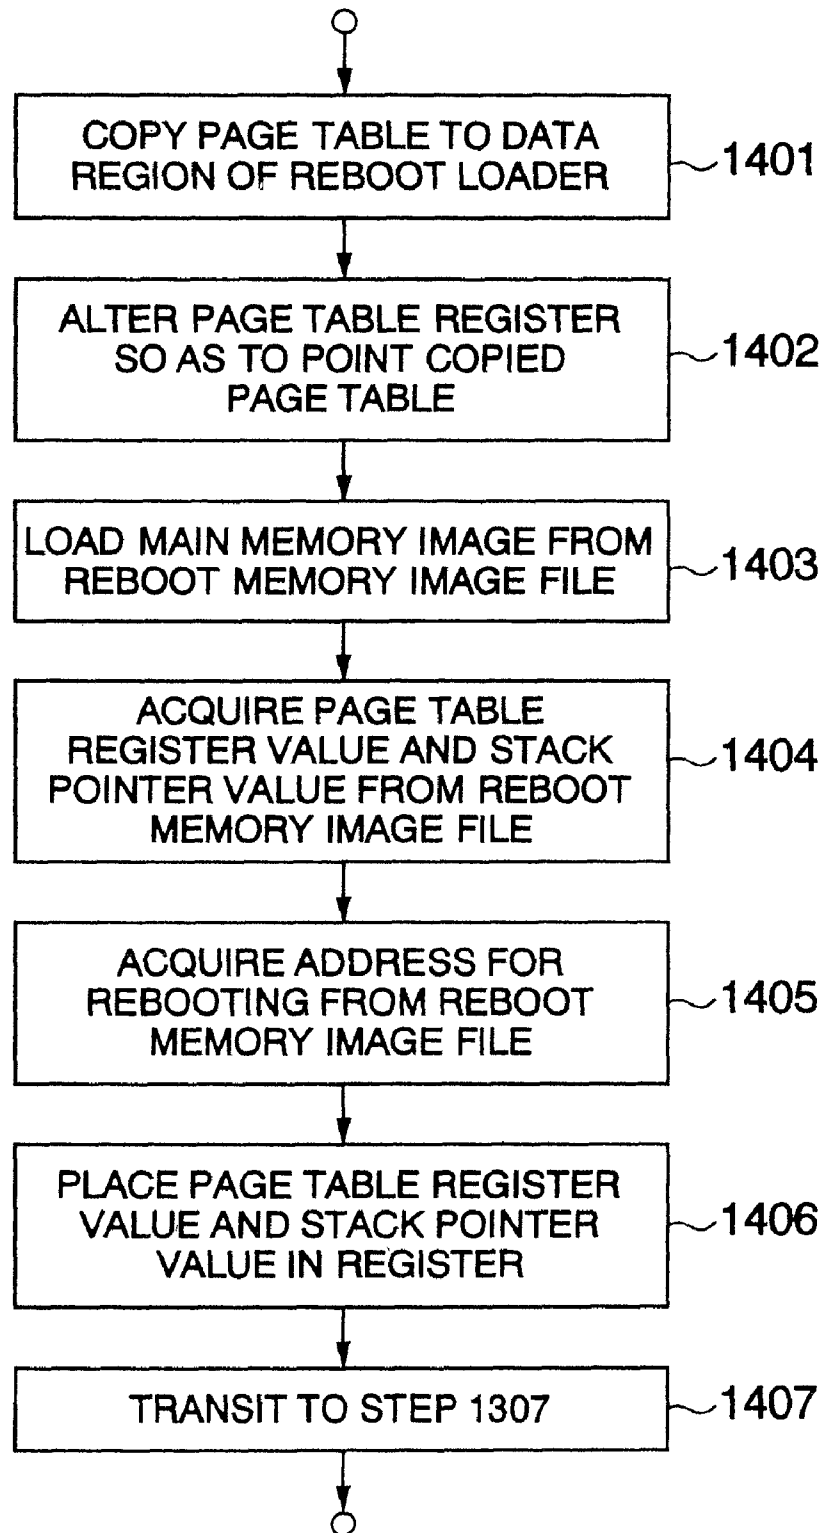 COPY PAGE TABLE TO DATA
REGION OF REBOOT LOADER
1401
ALTER PAGE TABLE REGISTER
SO AS TO POINT COPIED
PAGE TABLE
1402
LOAD MAIN MEMORY IMAGE FROM
REBOOT MEMORY IMAGE FILE
1403
ACQUIRE PAGE TABLE
REGISTER VALUE AND STACK
POINTER VALUE FROM REBOOT
MEMORY IMAGE FILE
1404
ACQUIRE ADDRESS FOR
REBOOTING FROM REBOOT
MEMORY IMAGE FILE
1405
PLACE PAGE TABLE REGISTER
VALUE AND STACK POINTER
VALUE IN REGISTER
1406
TRANSIT TO STEP 1307
1407